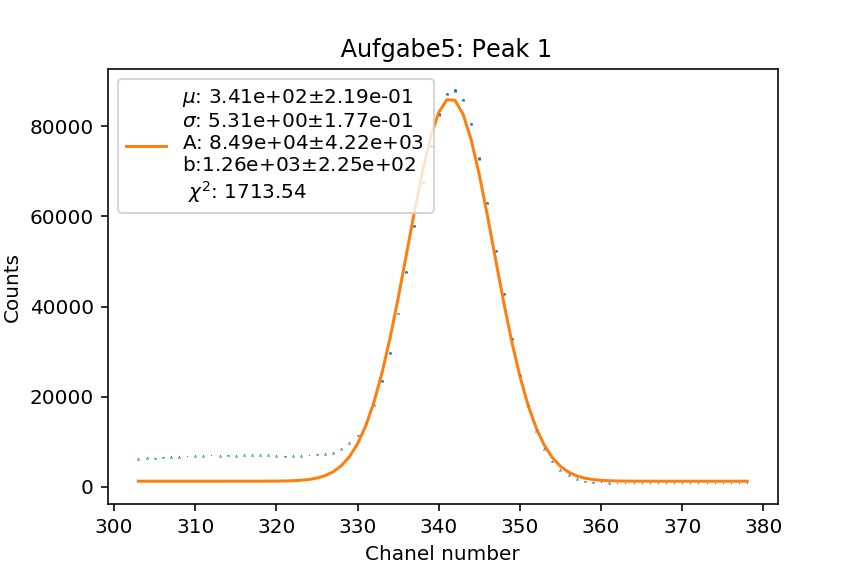 Aufgabe5: Peak 1
μ: 3.41e+02±2.19e-01
σ: 5.31e+00±1.77e-01
A: 8.49e+04±4.22e+03
b:1.26e+03±2.25e+02
χ²: 1713.54
Counts
80000
60000
40000
20000
0
300 310 320 330 340 350 360 370 380
Chanel number